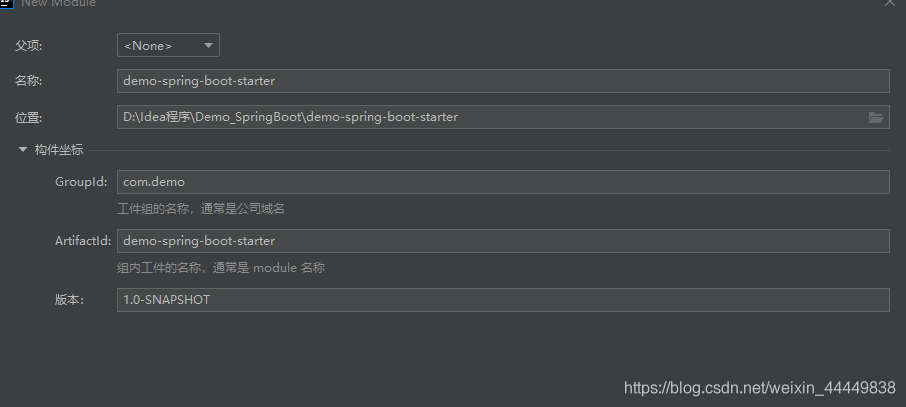 New Module
父项: <None>
名称: demo-spring-boot-starter
位置: D:\Idea程序\Demo_SpringBoot\demo-spring-boot-starter
构件坐标
GroupId: com.demo
工件组的名称，通常是公司域名
ArtifactId: demo-spring-boot-starter
组内工件的名称，通常是 module 名称
版本: 1.0-SNAPSHOT
https://blog.csdn.net/weixin_44449838